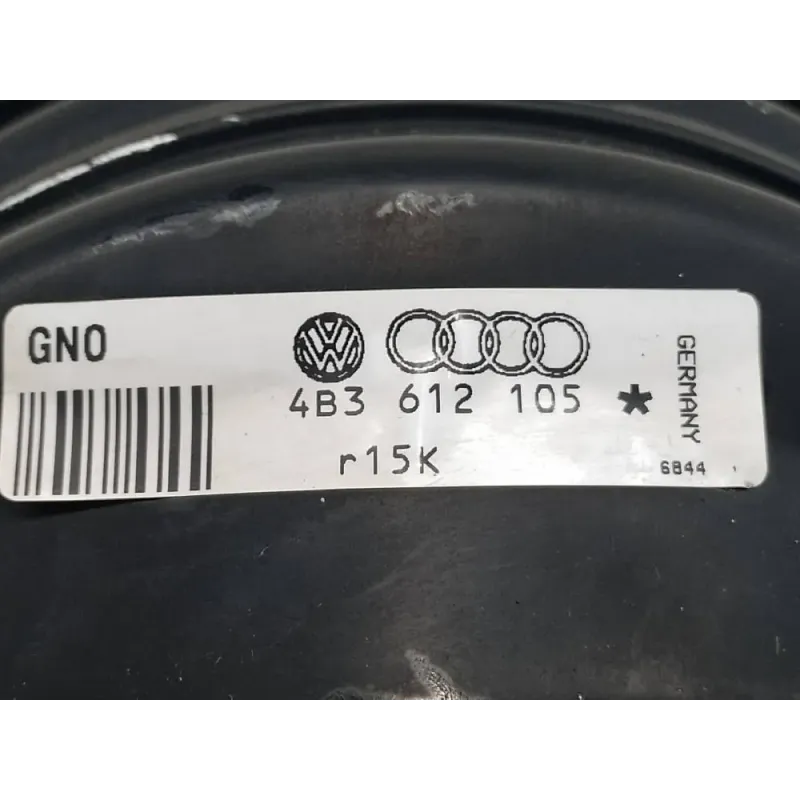 GNO
4B3 612 105 *
r15K
GERMANY
6844